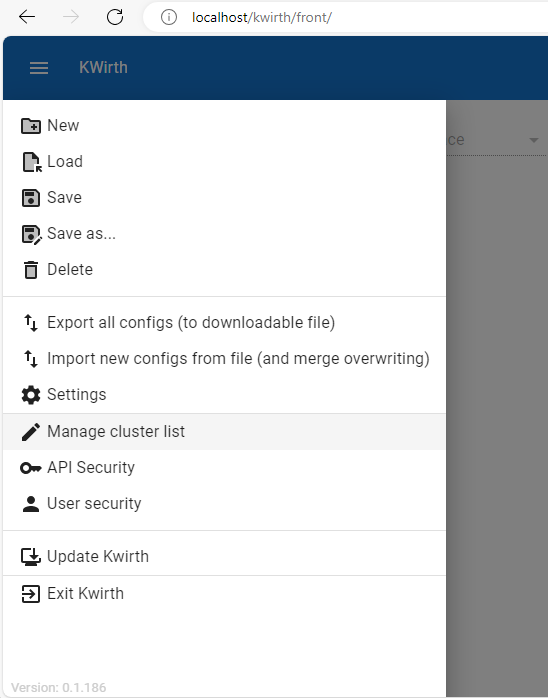 localhost/kwirth/front/
KWirth
New
ce
Load
Save
Save as...
Delete
Export all configs (to downloadable file)
Import new configs from file (and merge overwriting)
Settings
Manage cluster list
API Security
User security
Update Kwirth
Exit Kwirth
Version: 0.1.186